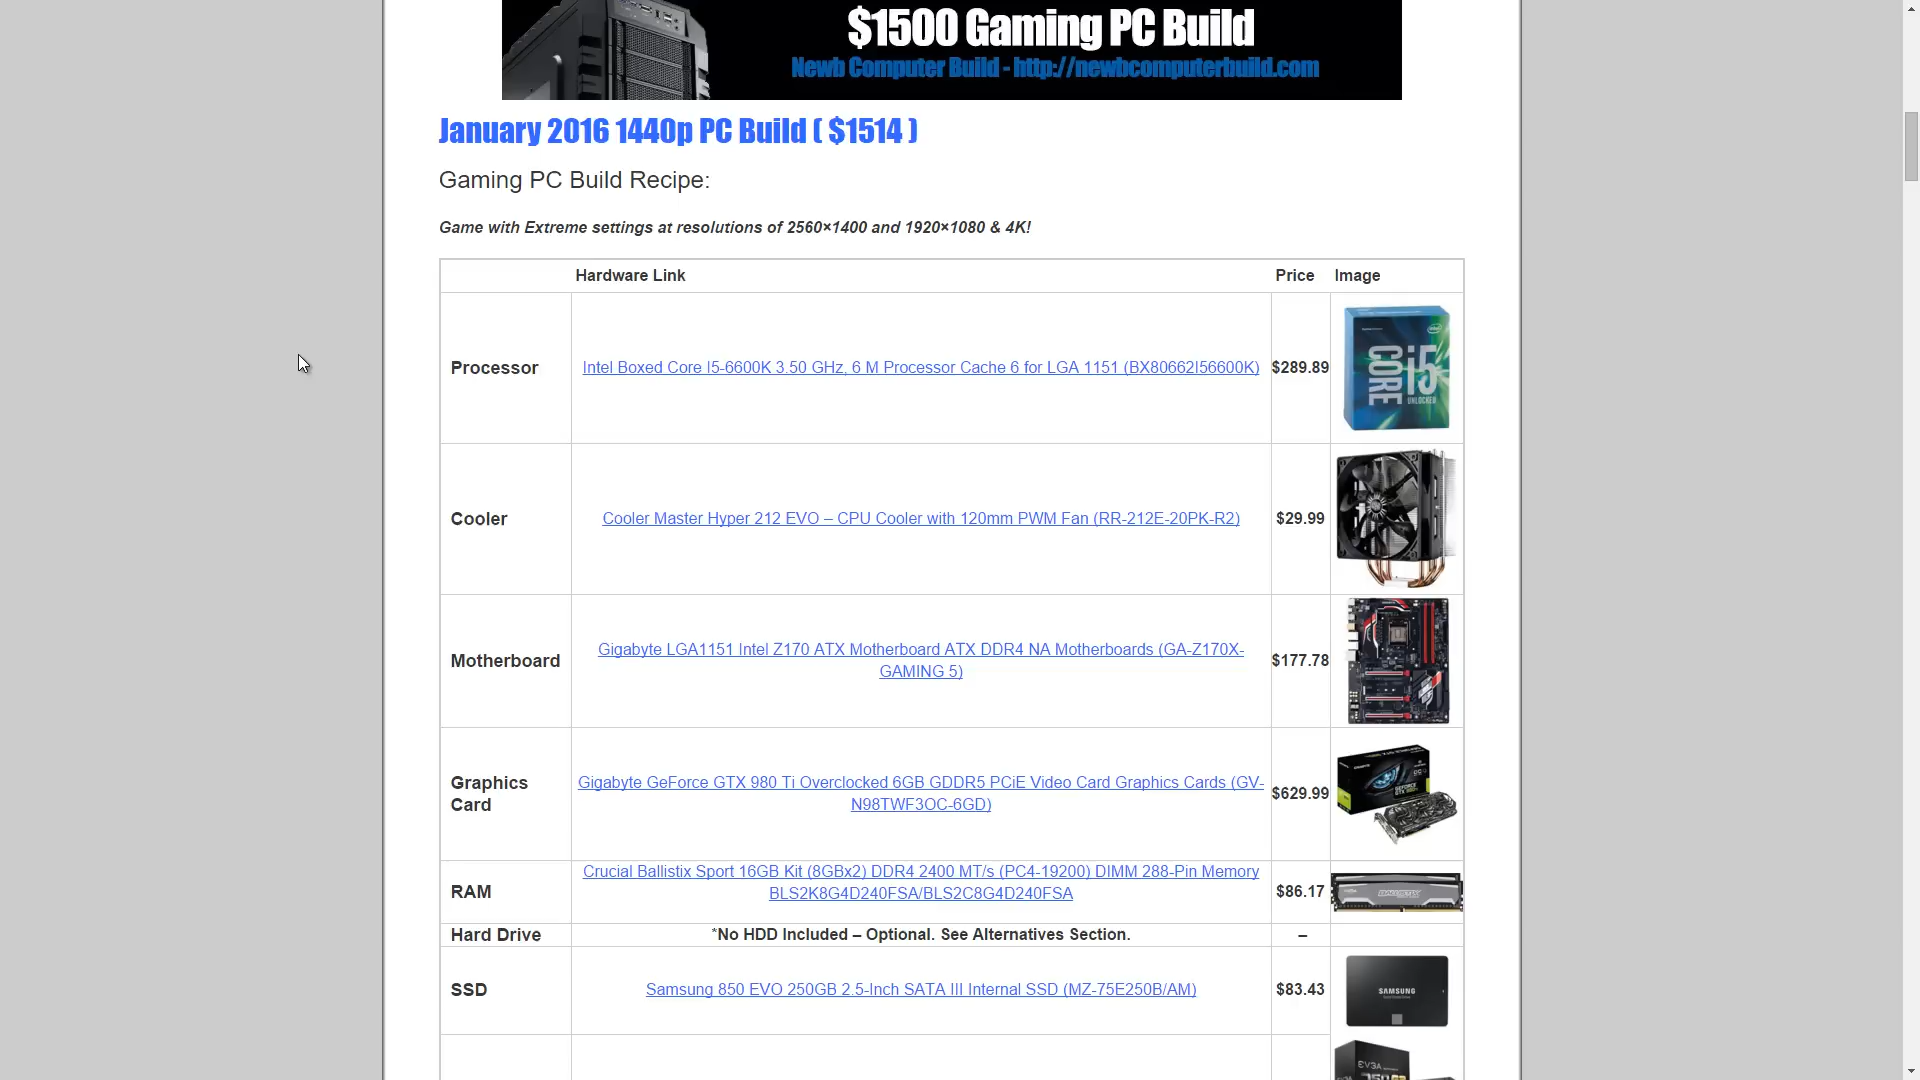 $1500 Gaming PC Build
Newb Computer Build - http://newbcomputerbuild.com
January 2016 1440p PC Build ( $1514 )
Gaming PC Build Recipe:
Game with Extreme settings at resolutions of 2560×1400 and 1920×1080 & 4K!
Hardware Link Price Image
Processor Intel Boxed Core I5-6600K 3.50 GHz, 6 M Processor Cache 6 for LGA 1151 (BX80662I56600K) $289.89
intel
CORE i5
UNLOCKED
Cooler Cooler Master Hyper 212 EVO – CPU Cooler with 120mm PWM Fan (RR-212E-20PK-R2) $29.99
Motherboard Gigabyte LGA1151 Intel Z170 ATX Motherboard ATX DDR4 NA Motherboards (GA-Z170X-
GAMING 5) $177.78
Graphics
Card Gigabyte GeForce GTX 980 Ti Overclocked 6GB GDDR5 PCiE Video Card Graphics Cards (GV-
N98TWF3OC-6GD) $629.99
RAM Crucial Ballistix Sport 16GB Kit (8GBx2) DDR4 2400 MT/s (PC4-19200) DIMM 288-Pin Memory
BLS2K8G4D240FSA/BLS2C8G4D240FSA $86.17
BALLISTIX
Hard Drive *No HDD Included – Optional. See Alternatives Section. –
SSD Samsung 850 EVO 250GB 2.5-Inch SATA III Internal SSD (MZ-75E250B/AM) $83.43
SAMSUNG
EVGA